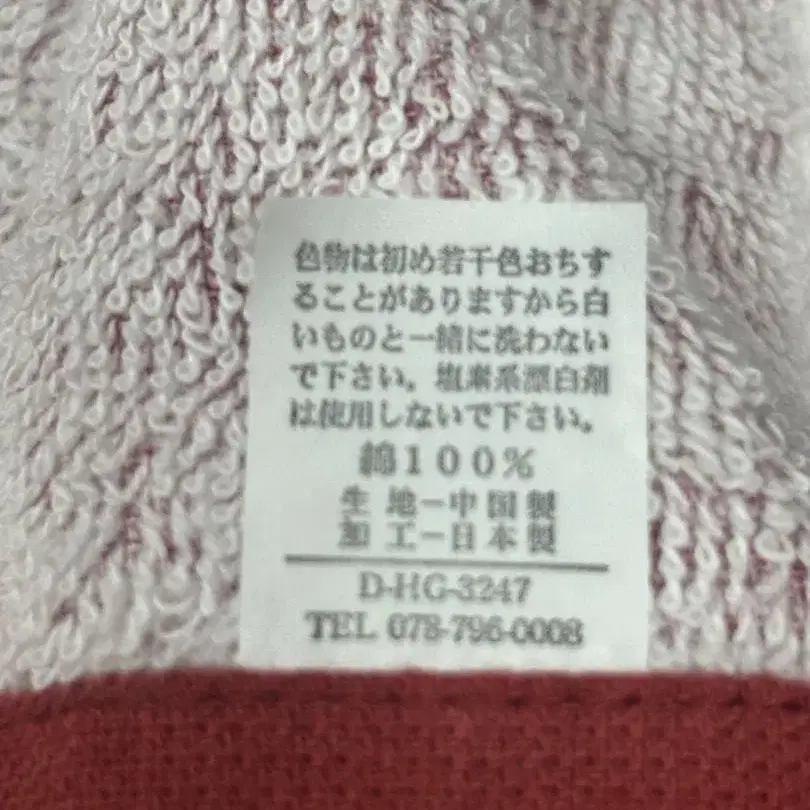 色物は初め若干色おちす
ることがありますから白
いものと一緒に洗わない
で下さい。塩素系漂白剤
は使用しないで下さい。
綿100%
生 地－中国製
加 工－日本製
D-HG-3247
TEL 078-796-0008